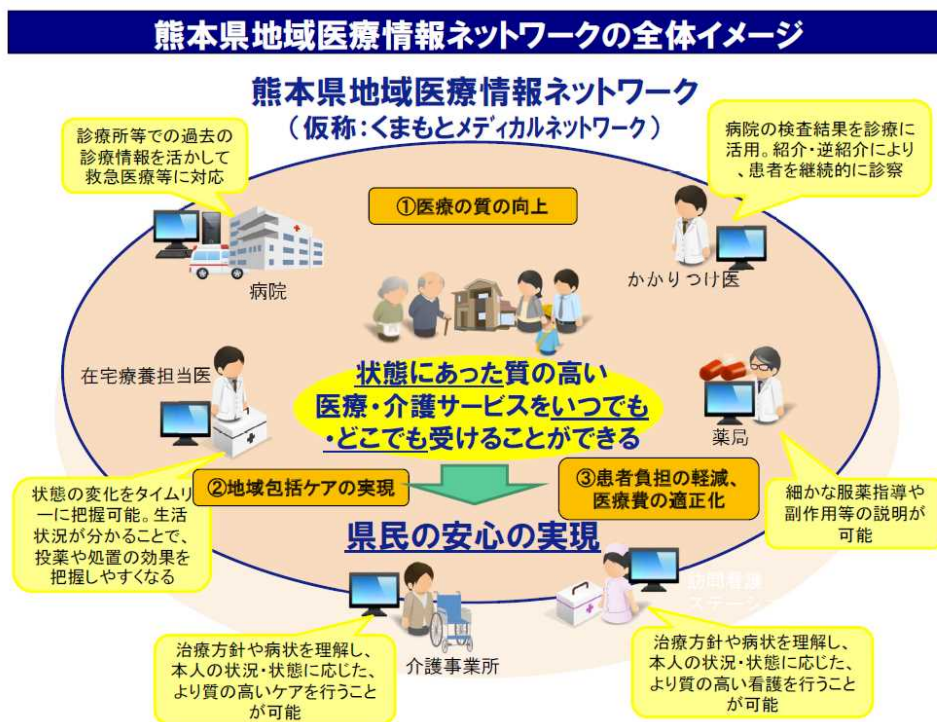 熊本県地域医療情報ネットワークの全体イメージ
熊本県地域医療情報ネットワーク
(仮称:くまもとメディカルネットワーク)
診療所等での過去の
診療情報を活かして
救急医療等に対応
病院の検査結果を診療に
活用。紹介・逆紹介により
、患者を継続的に診察
①医療の質の向上
病院
かかりつけ医
在宅療養担当医
状態にあった質の高い
医療・介護サービスをいつでも
・どこでも受けることができる
薬局
②地域包括ケアの実現
③患者負担の軽減、
医療費の適正化
状態の変化をタイムリ
ーに把握可能。生活
状況が分かることで、
投薬や処置の効果を
把握しやすくなる
細かな服薬指導や
副作用等の説明が
可能
県民の安心の実現
訪問看護
ステーション
介護事業所
治療方針や病状を理解し、
本人の状況・状態に応じた、
より質の高いケアを行うこと
が可能
治療方針や病状を理解し、
本人の状況・状態に応じた、
より質の高い看護を行うこと
が可能